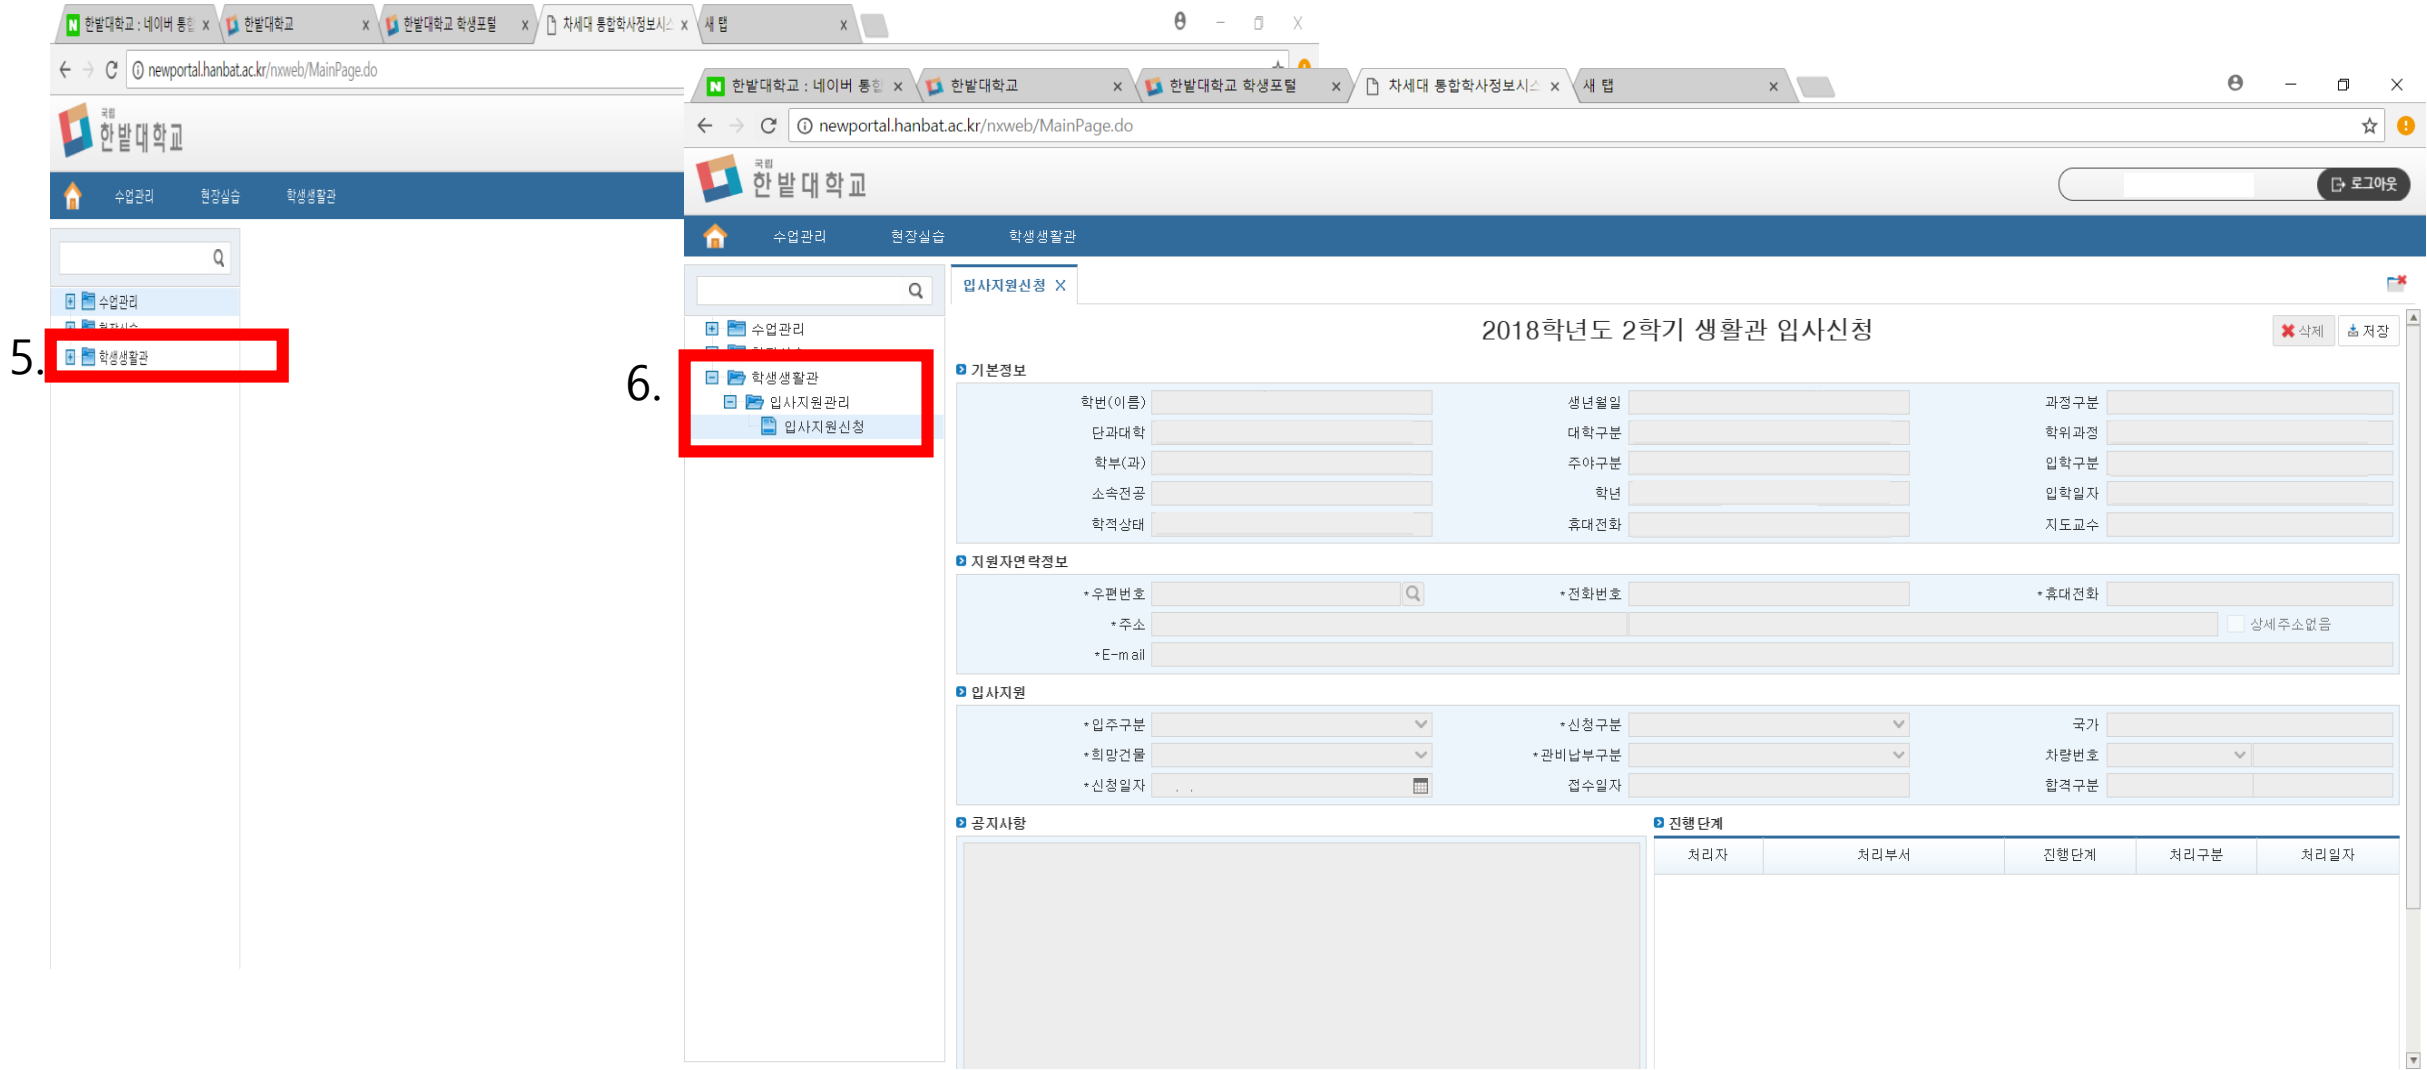 한밭대학교 : 네이버 통합
한밭대학교
한밭대학교 학생포털
차세대 통합학사정보시스
새 탭
newportal.hanbat.ac.kr/nxweb/MainPage.do
국립
한밭대학교
수업관리 현장실습 학생생활관
수업관리
현장실습
5.
학생생활관
한밭대학교 : 네이버 통합
한밭대학교
한밭대학교 학생포털
차세대 통합학사정보시스
새 탭
newportal.hanbat.ac.kr/nxweb/MainPage.do
국립
한밭대학교
로그아웃
수업관리 현장실습 학생생활관
수업관리
6.
학생생활관
입사지원관리
입사지원신청
입사지원신청
2018학년도 2학기 생활관 입사신청
삭제 저장
기본정보
학번(이름) 생년월일 과정구분
단과대학 대학구분 학위과정
학부(과) 주야구분 입학구분
소속전공 학년 입학일자
학적상태 휴대전화 지도교수
지원자연락정보
*우편번호 *전화번호 *휴대전화
*주소 상세주소없음
*E-mail
입사지원
*입주구분 *신청구분 국가
*희망건물 *관비납부구분 차량번호
*신청일자 . . 접수일자 합격구분
공지사항 진행단계
처리자 처리부서 진행단계 처리구분 처리일자